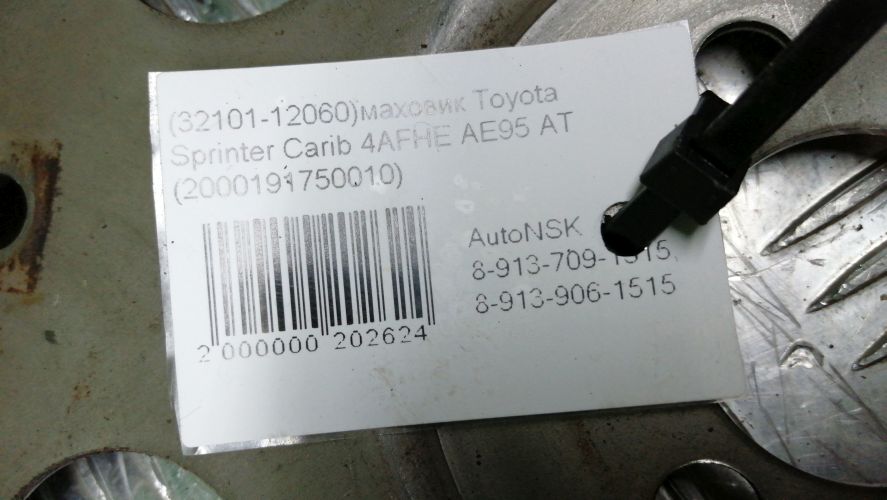 (32101-12060)маховик Toyota
Sprinter Carib 4AFHE AE95 AT
(2000191750010)
AutoNSK
8-913-709-1515,
8-913-906-1515
2 000000 202624